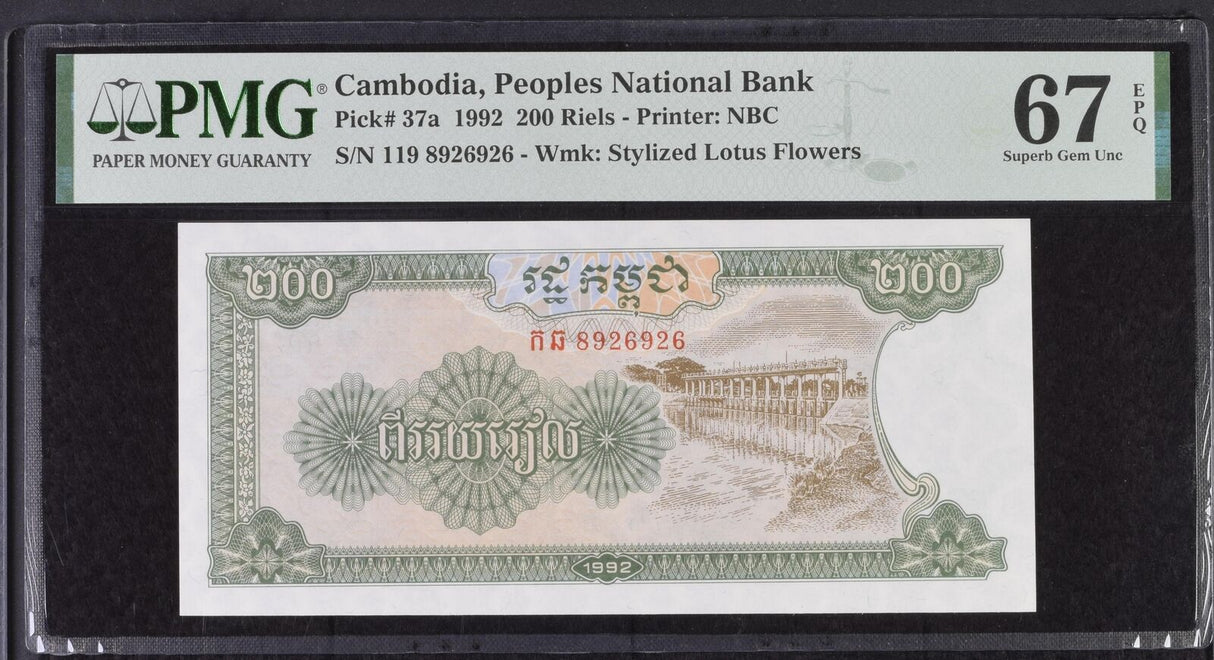 PMG® PAPER MONEY GUARANTY
Cambodia, Peoples National Bank
Pick# 37a 1992 200 Riels - Printer: NBC
S/N 119 8926926 - Wmk: Stylized Lotus Flowers
67 EPQ
Superb Gem Unc
២០០ រដ្ឋកម្ពុជា ២០០
កឆ 8926926
ពីររយរៀល
1992